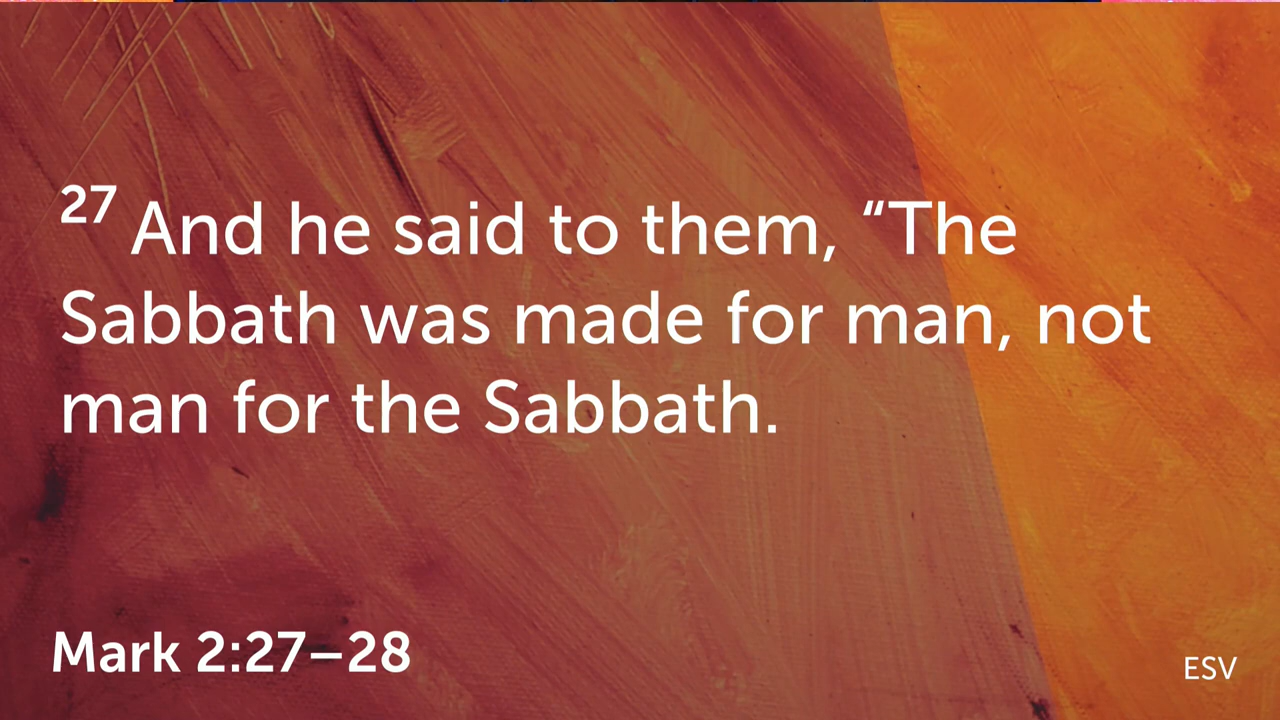 27 And he said to them, “The
Sabbath was made for man, not
man for the Sabbath.
Mark 2:27–28
ESV